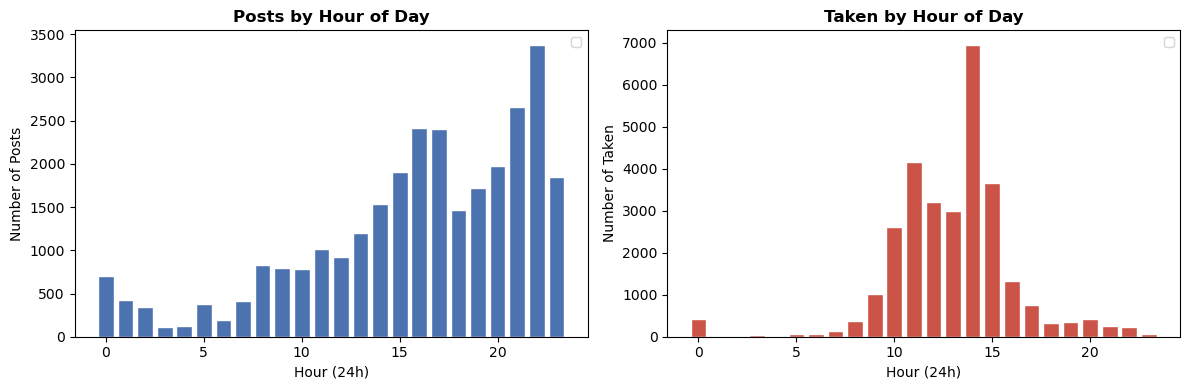 Posts by Hour of Day
3500
3000
2500
2000
1500
1000
500
0
Number of Posts
0 5 10 15 20
Hour (24h)
Taken by Hour of Day
7000
6000
5000
4000
3000
2000
1000
0
Number of Taken
0 5 10 15 20
Hour (24h)